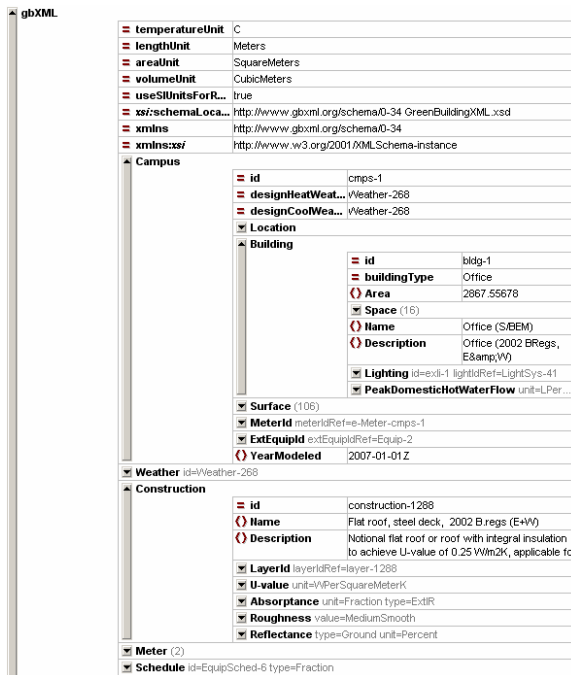 gbXML
temperatureUnit C
lengthUnit Meters
areaUnit SquareMeters
volumeUnit CubicMeters
useSIUnitsForR... true
xsi:schemaLoca... http://www.gbxml.org/schema/0-34 GreenBuildingXML.xsd
xmlns http://www.gbxml.org/schema/0-34
xmlns:xsi http://www.w3.org/2001/XMLSchema-instance
Campus
id cmps-1
designHeatWeat... Weather-268
designCoolWea... Weather-268
Location
Building
id bldg-1
buildingType Office
Area 2867.55678
Space (16)
Name Office (S/BEM)
Description Office (2002 BRegs,
E&amp;W)
Lighting id=exli-1 lightIdRef=LightSys-41
PeakDomesticHotWaterFlow unit=LPer...
Surface (106)
MeterId meterIdRef=e-Meter-cmps-1
ExtEquipId extEquipIdRef=Equip-2
YearModeled 2007-01-01Z
Weather id=Weather-268
Construction
id construction-1288
Name Flat roof, steel deck, 2002 B.regs (E+W)
Description Notional flat roof or roof with integral insulation
to achieve U-value of 0.25 W/m2K, applicable fo
LayerId layerIdRef=layer-1288
U-value unit=WPerSquareMeterK
Absorptance unit=Fraction type=ExtIR
Roughness value=MediumSmooth
Reflectance type=Ground unit=Percent
Meter (2)
Schedule id=EquipSched-6 type=Fraction